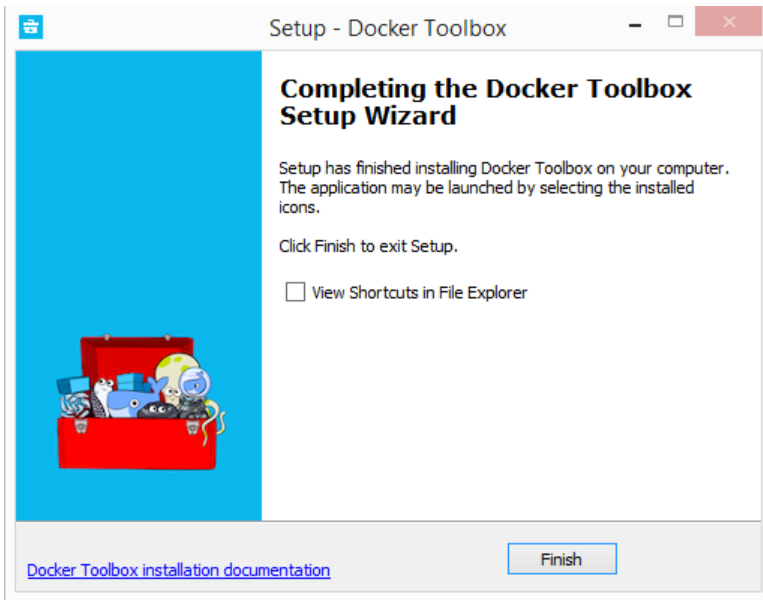 Setup - Docker Toolbox
Completing the Docker Toolbox
Setup Wizard
Setup has finished installing Docker Toolbox on your computer.
The application may be launched by selecting the installed
icons.
Click Finish to exit Setup.
View Shortcuts in File Explorer
Finish
Docker Toolbox installation documentation